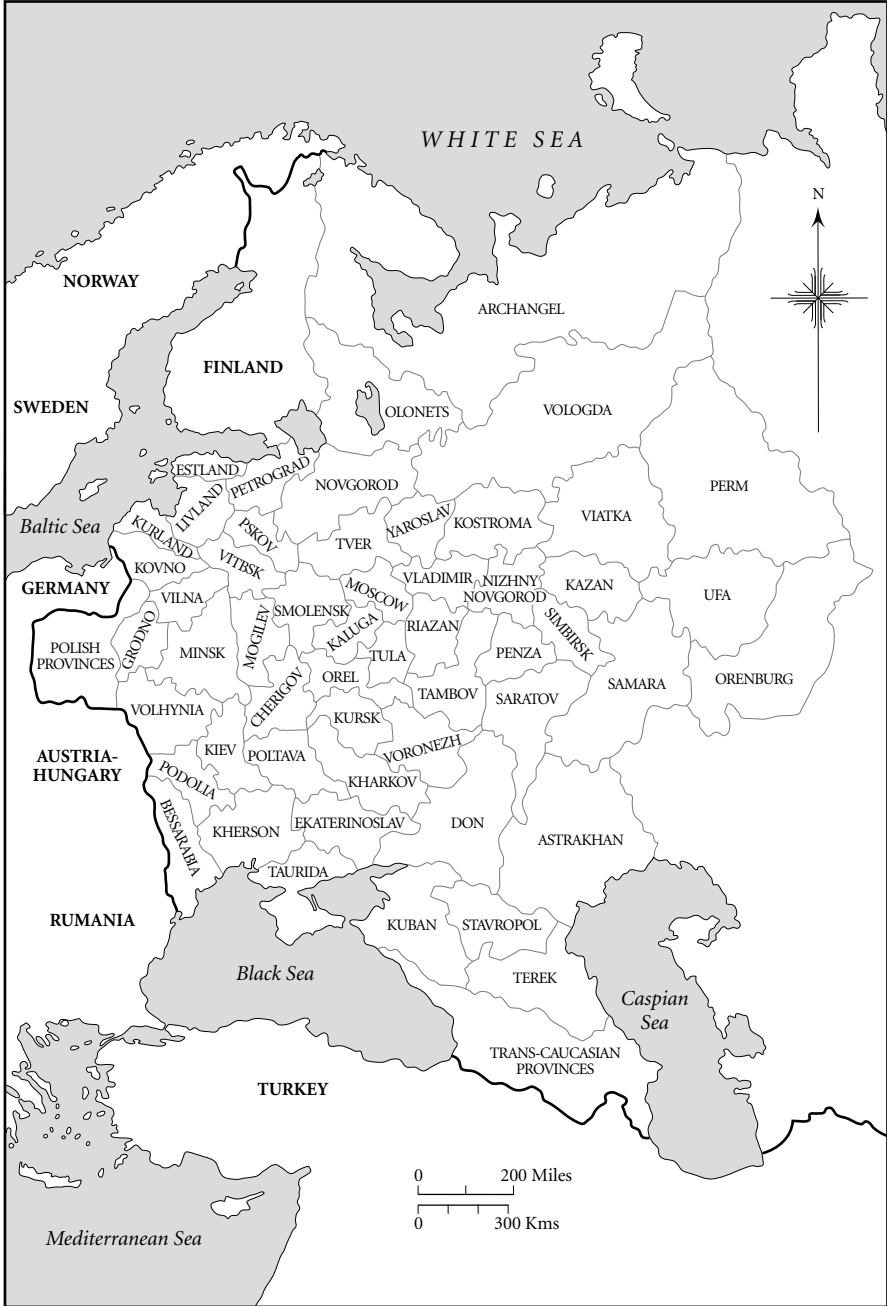 WHITE SEA
N
NORWAY
ARCHANGEL
FINLAND
SWEDEN
OLONETS
VOLOGDA
ESTLAND
PETROGRAD
NOVGOROD
PERM
LIVLAND
YAROSLAV
KOSTROMA
VIATKA
Baltic Sea
KURLAND
PSKOV
TVER
KOVNO
VITBSK
VLADIMIR
NIZHNY
NOVGOROD
KAZAN
UFA
GERMANY
VILNA
MOSCOW
SMOLENSK
GRODNO
MOGILEV
KALUGA
RIAZAN
SIMBIRSK
POLISH
PROVINCES
MINSK
TULA
PENZA
OREL
SAMARA
ORENBURG
CHERIGOV
TAMBOV
SARATOV
VOLHYNIA
KURSK
KIEV
POLTAVA
VORONEZH
AUSTRIA-
HUNGARY
PODOLIA
KHARKOV
BESSARABIA
KHERSON
EKATERINOSLAV
DON
ASTRAKHAN
TAURIDA
RUMANIA
KUBAN
STAVROPOL
Black Sea
TEREK
Caspian
Sea
TRANS-CAUCASIAN
PROVINCES
TURKEY
0 200 Miles
0 300 Kms
Mediterranean Sea